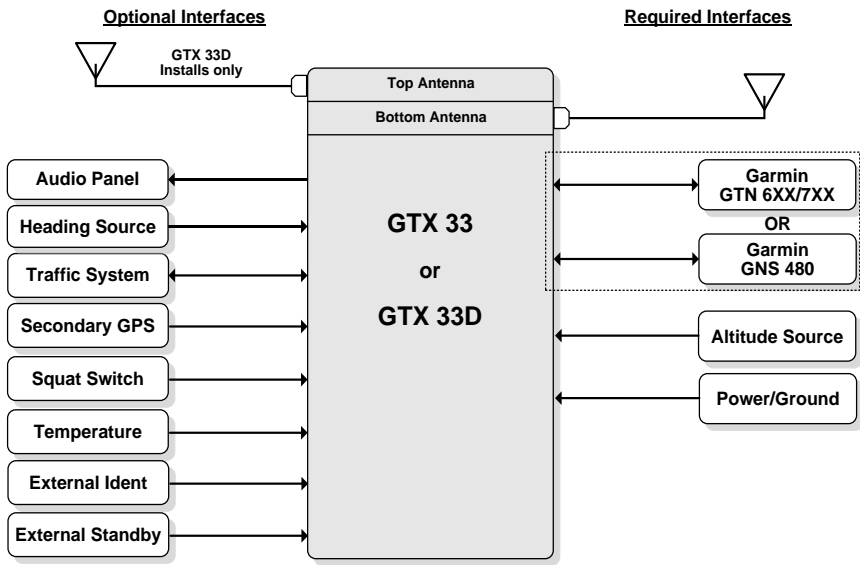 Optional Interfaces
Required Interfaces
GTX 33D
Installs only
Top Antenna
Bottom Antenna
Audio Panel
Heading Source
Traffic System
Secondary GPS
Squat Switch
Temperature
External Ident
External Standby
GTX 33
or
GTX 33D
Garmin
GTN 6XX/7XX
OR
Garmin
GNS 480
Altitude Source
Power/Ground